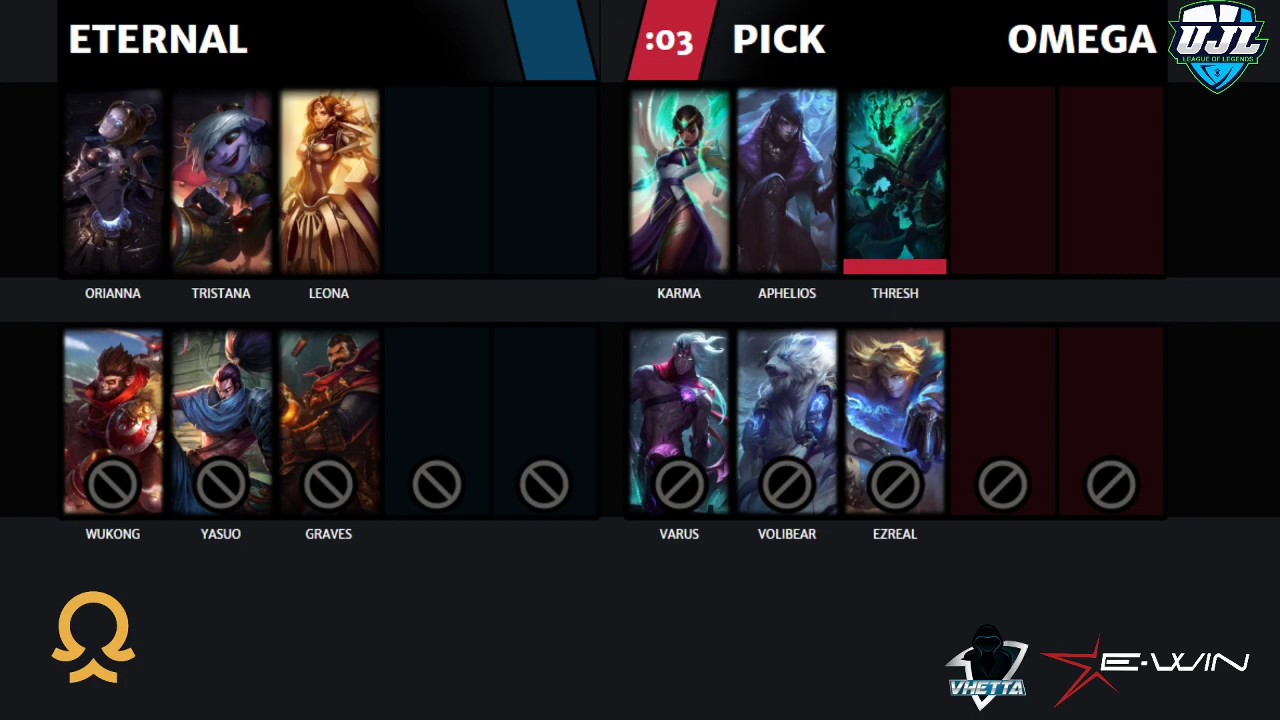 ETERNAL
:03 PICK
OMEGA
UJL
LEAGUE OF LEGENDS
ORIANNA TRISTANA LEONA
KARMA APHELIOS THRESH
WUKONG YASUO GRAVES
VARUS VOLIBEAR EZREAL
VHETTA
E-WIN